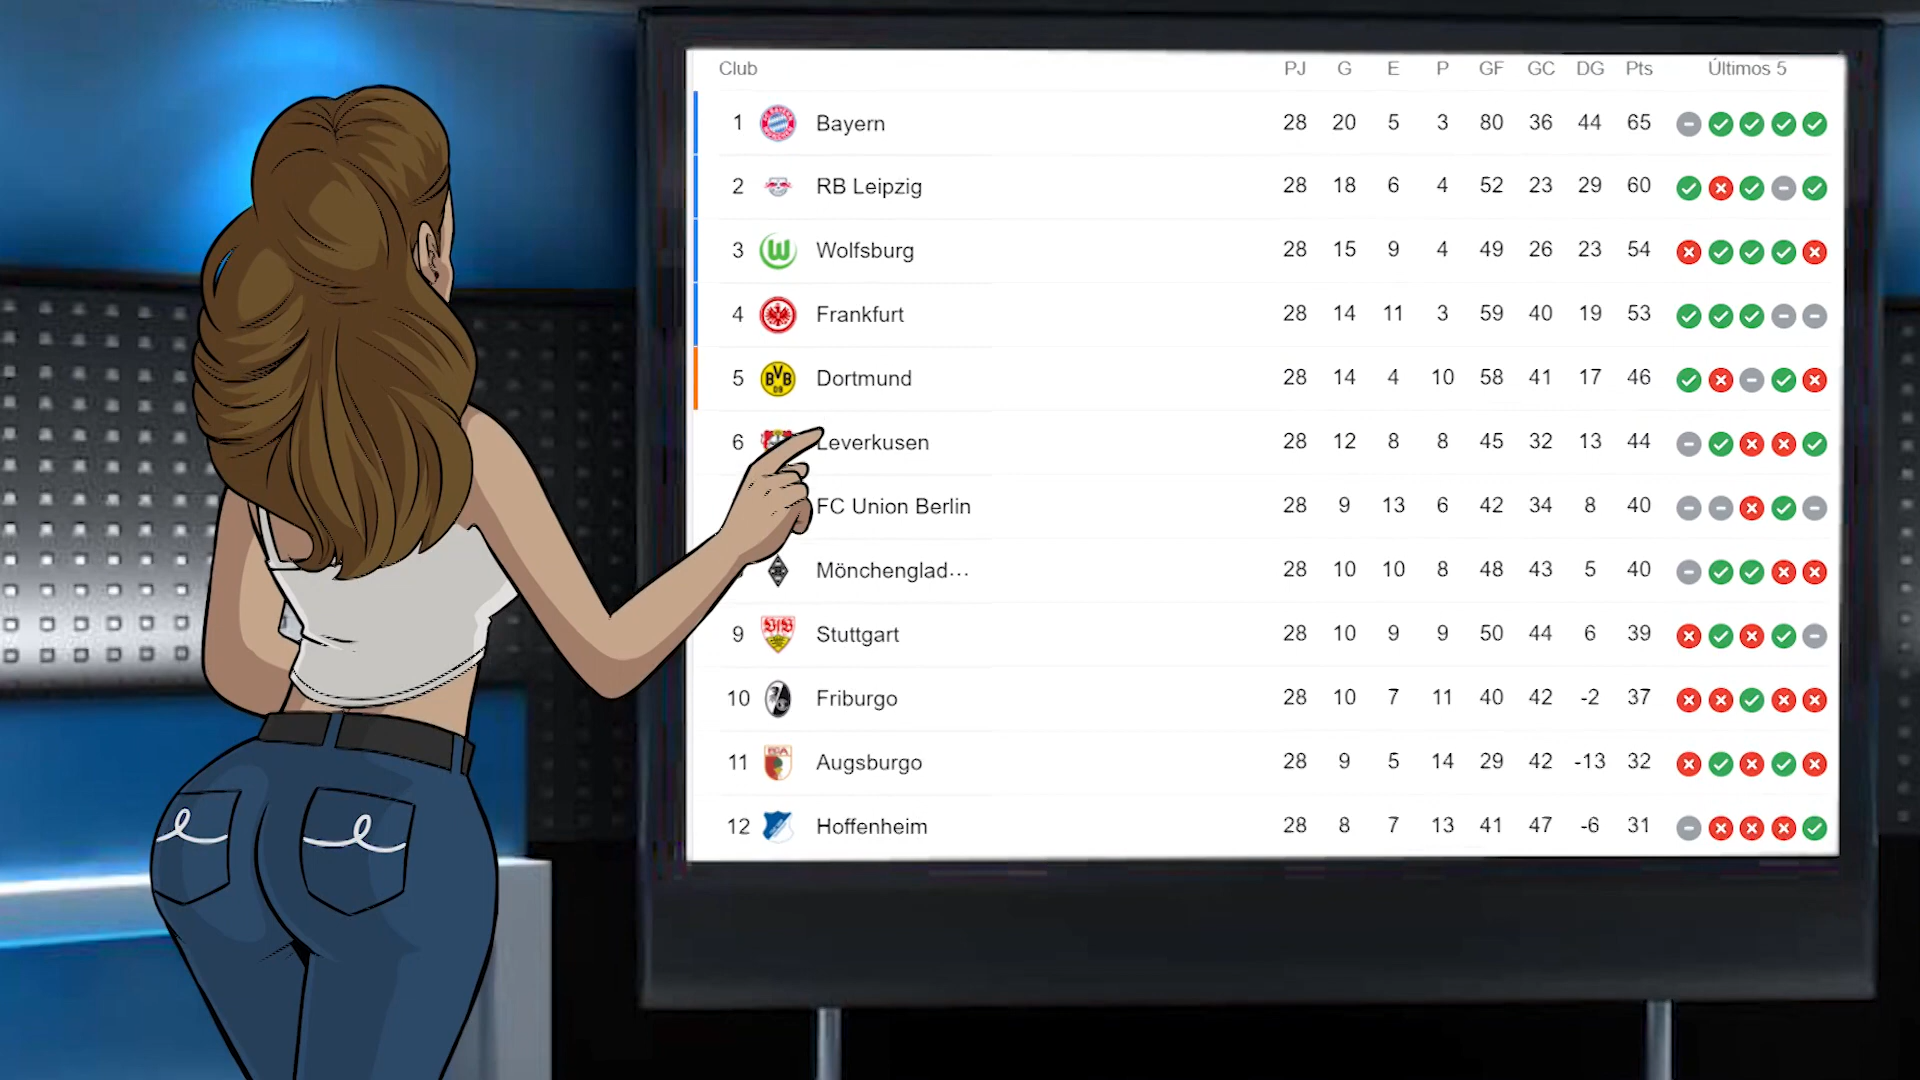 Club PJ G E P GF GC DG Pts Últimos 5
1 Bayern 28 20 5 3 80 36 44 65
2 RB Leipzig 28 18 6 4 52 23 29 60
3 Wolfsburg 28 15 9 4 49 26 23 54
4 Frankfurt 28 14 11 3 59 40 19 53
5 BVB 09 Dortmund 28 14 4 10 58 41 17 46
6 Leverkusen 28 12 8 8 45 32 13 44
FC Union Berlin 28 9 13 6 42 34 8 40
Mönchenglad... 28 10 10 8 48 43 5 40
9 Stuttgart 28 10 9 9 50 44 6 39
10 Friburgo 28 10 7 11 40 42 -2 37
11 Augsburgo 28 9 5 14 29 42 -13 32
12 Hoffenheim 28 8 7 13 41 47 -6 31